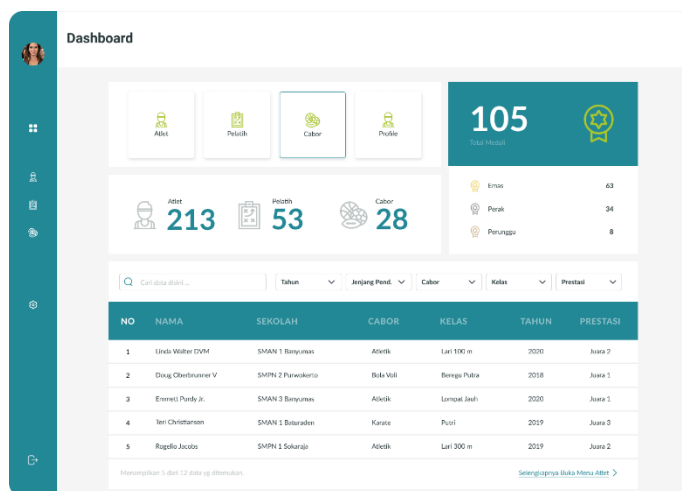 Dashboard
Atlet
Pelatih
Cabor
Profile
105
Total Medali
Emas 63
Perak 34
Perunggu 8
Atlet
213
Pelatih
53
Cabor
28
Cari data disini ...
Tahun
Jenjang Pend.
Cabor
Kelas
Prestasi
NO NAMA SEKOLAH CABOR KELAS TAHUN PRESTASI
1 Linda Walter DVM SMAN 1 Banyumas Atletik Lari 100 m 2020 Juara 2
2 Doug Oberbrunner V SMPN 2 Purwokerto Bola Voli Beregu Putra 2018 Juara 1
3 Emmett Purdy Jr. SMAN 3 Banyumas Atletik Lompat Jauh 2020 Juara 1
4 Teri Christiansen SMAN 1 Baturaden Karate Putri 2019 Juara 3
5 Rogelio Jacobs SMPN 1 Sokaraja Atletik Lari 300 m 2019 Juara 2
Menampilkan 5 dari 12 data yg ditemukan.
Selengkapnya Buka Menu Atlet